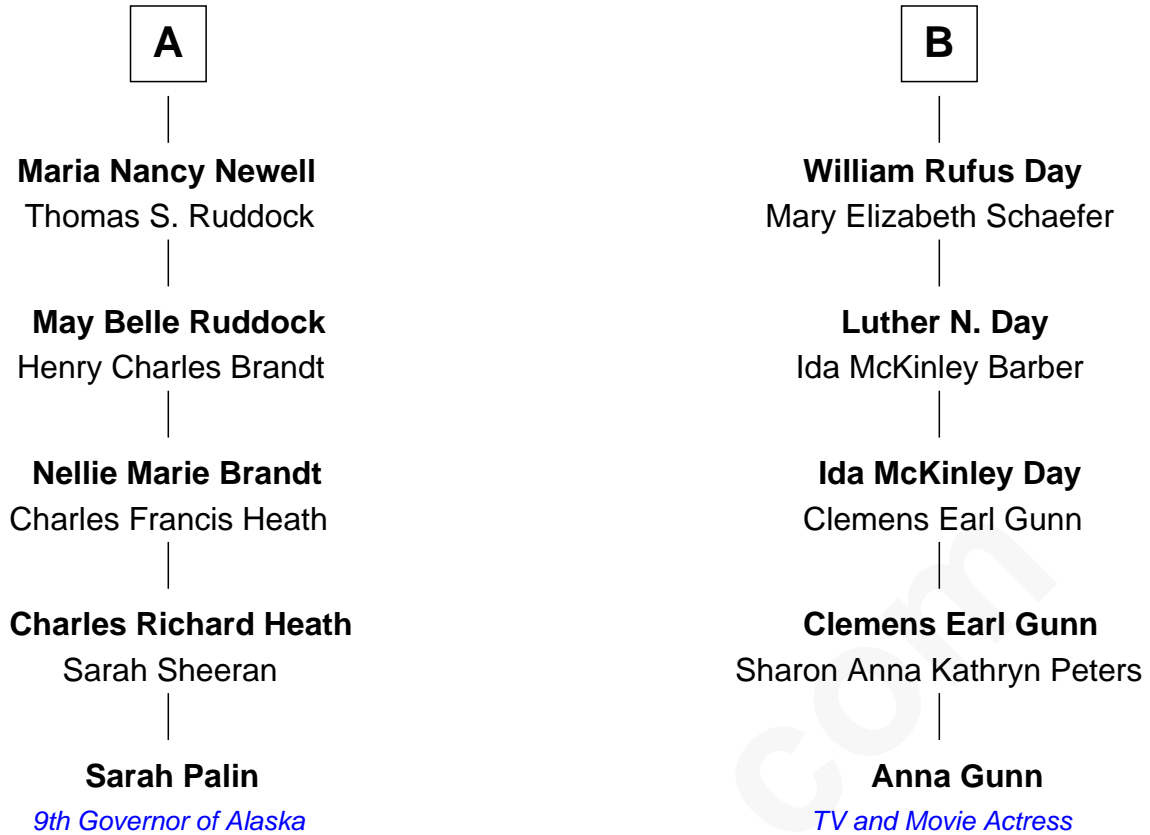 A
Maria Nancy Newell
Thomas S. Ruddock
May Belle Ruddock
Henry Charles Brandt
Nellie Marie Brandt
Charles Francis Heath
Charles Richard Heath
Sarah Sheeran
Sarah Palin
9th Governor of Alaska
B
William Rufus Day
Mary Elizabeth Schaefer
Luther N. Day
Ida McKinley Barber
Ida McKinley Day
Clemens Earl Gunn
Clemens Earl Gunn
Sharon Anna Kathryn Peters
Anna Gunn
TV and Movie Actress
com